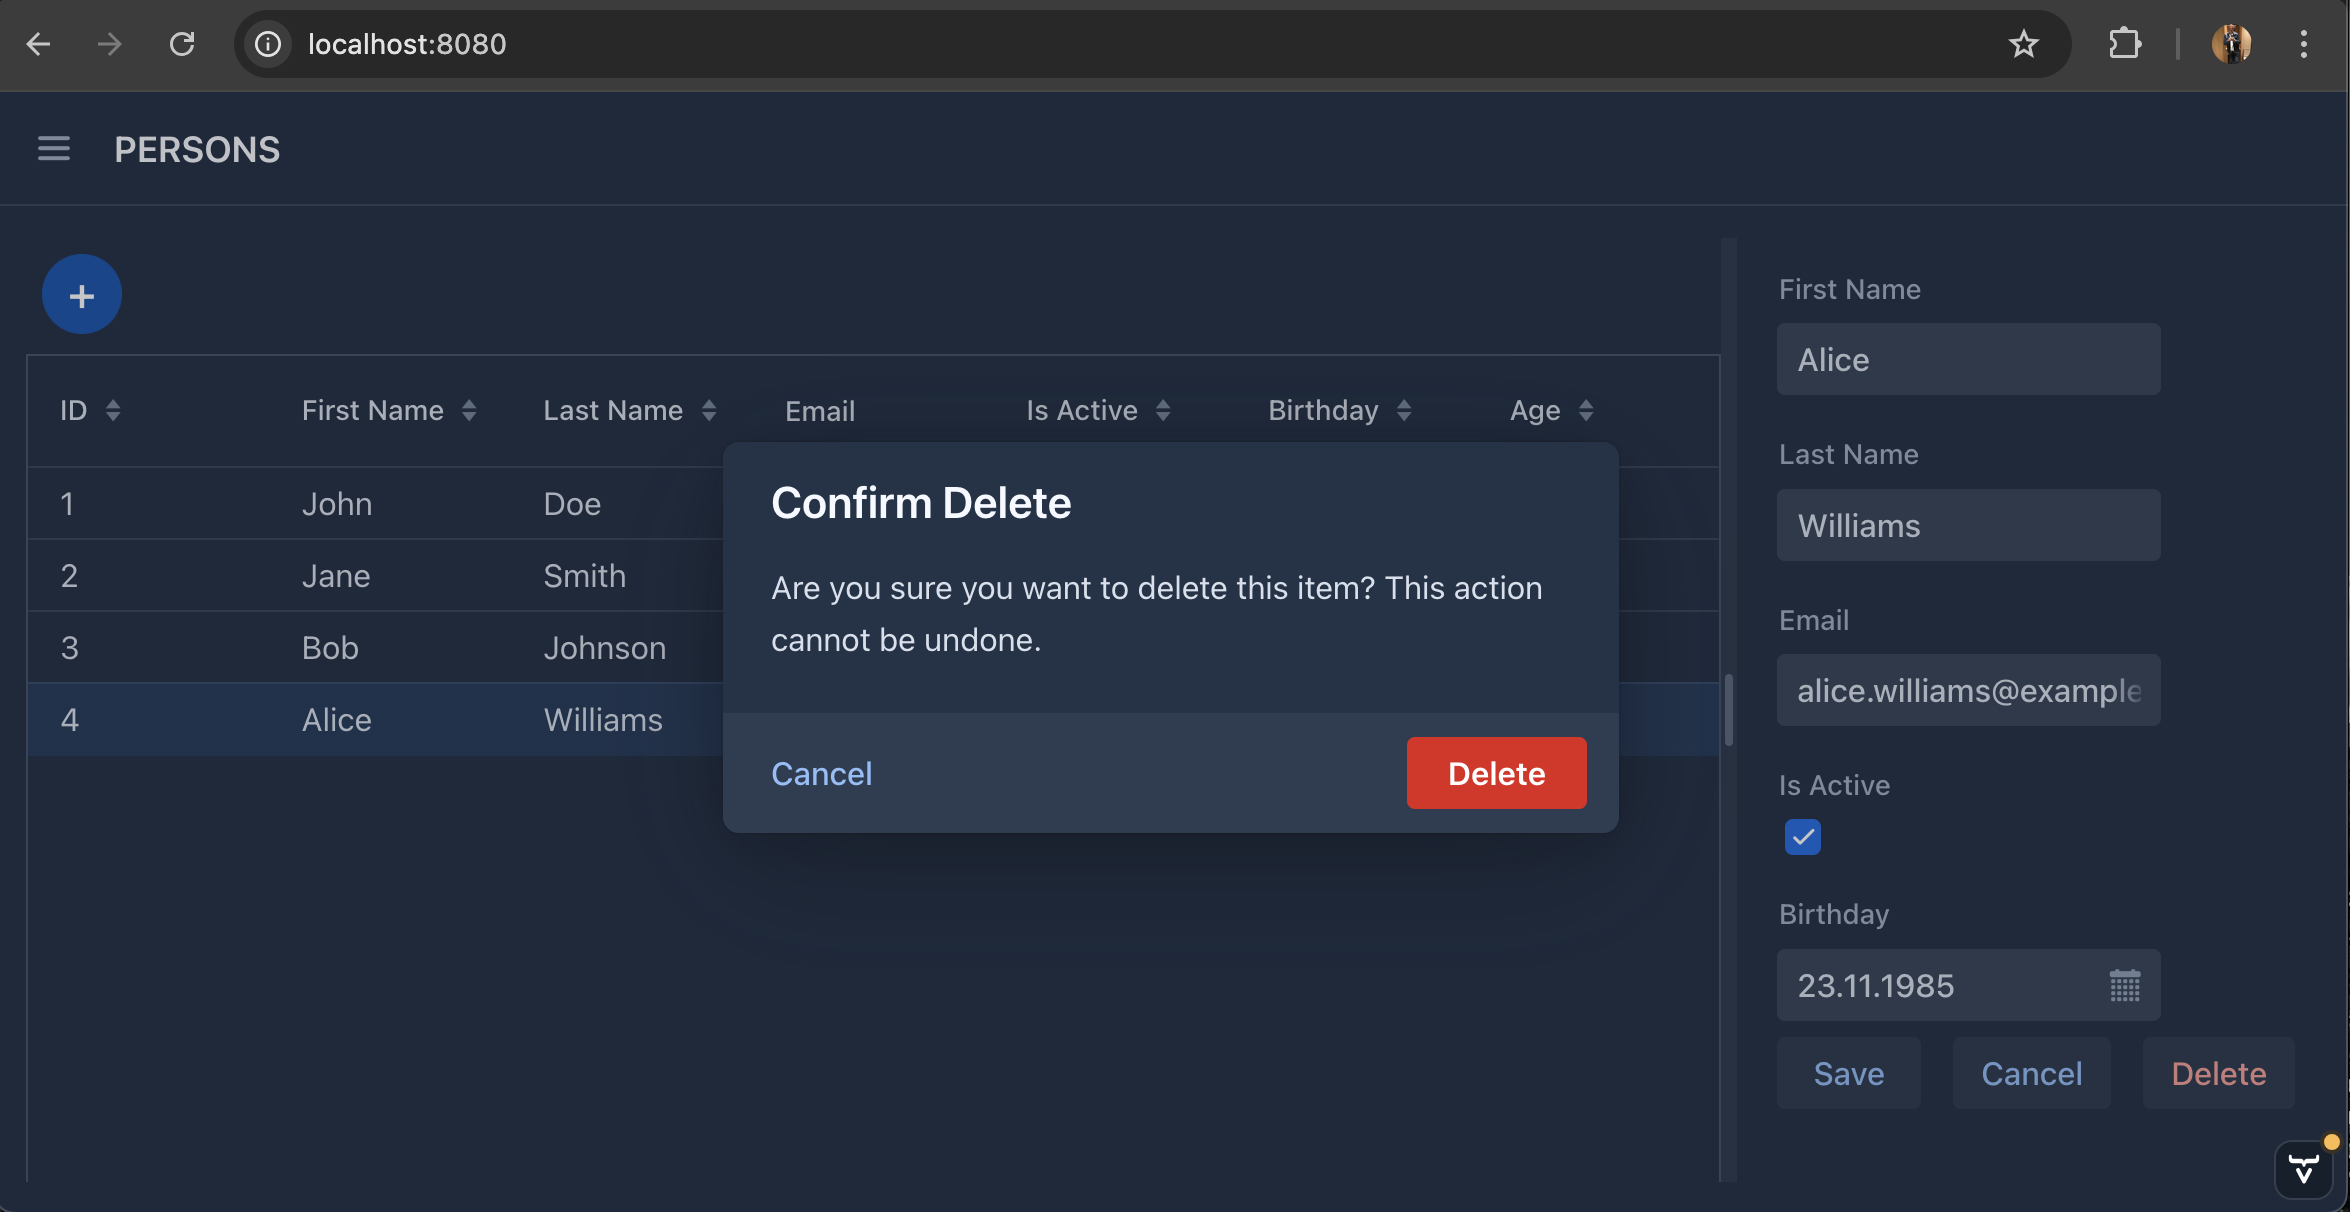 localhost:8080
PERSONS
+
ID First Name Last Name Email Is Active Birthday Age
1 John Doe
2 Jane Smith
3 Bob Johnson
4 Alice Williams
Confirm Delete
Are you sure you want to delete this item? This action
cannot be undone.
Cancel Delete
First Name
Alice
Last Name
Williams
Email
alice.williams@example
Is Active
Birthday
23.11.1985
Save Cancel Delete